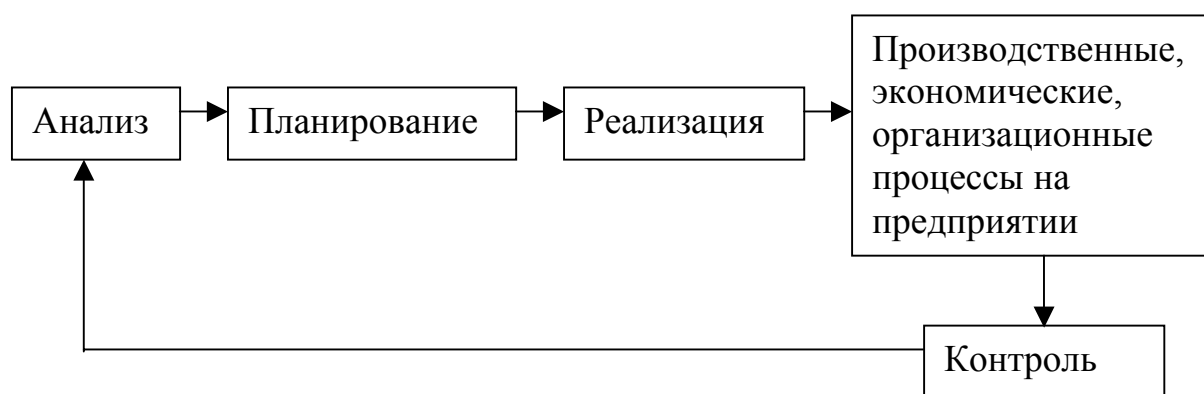 Анализ
Планирование
Реализация
Производственные,
экономические,
организационные
процессы на
предприятии
Контроль